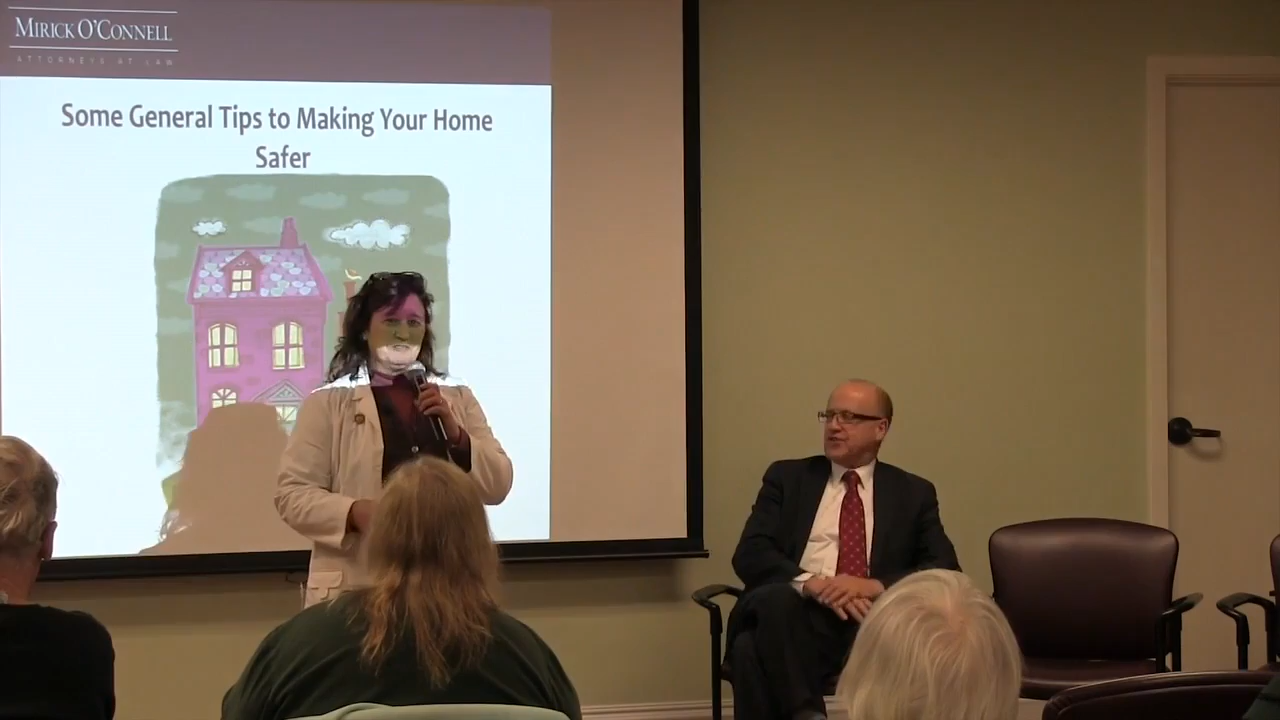 MIRICK O'CONNELL
ATTORNEYS AT LAW
Some General Tips to Making Your Home
Safer